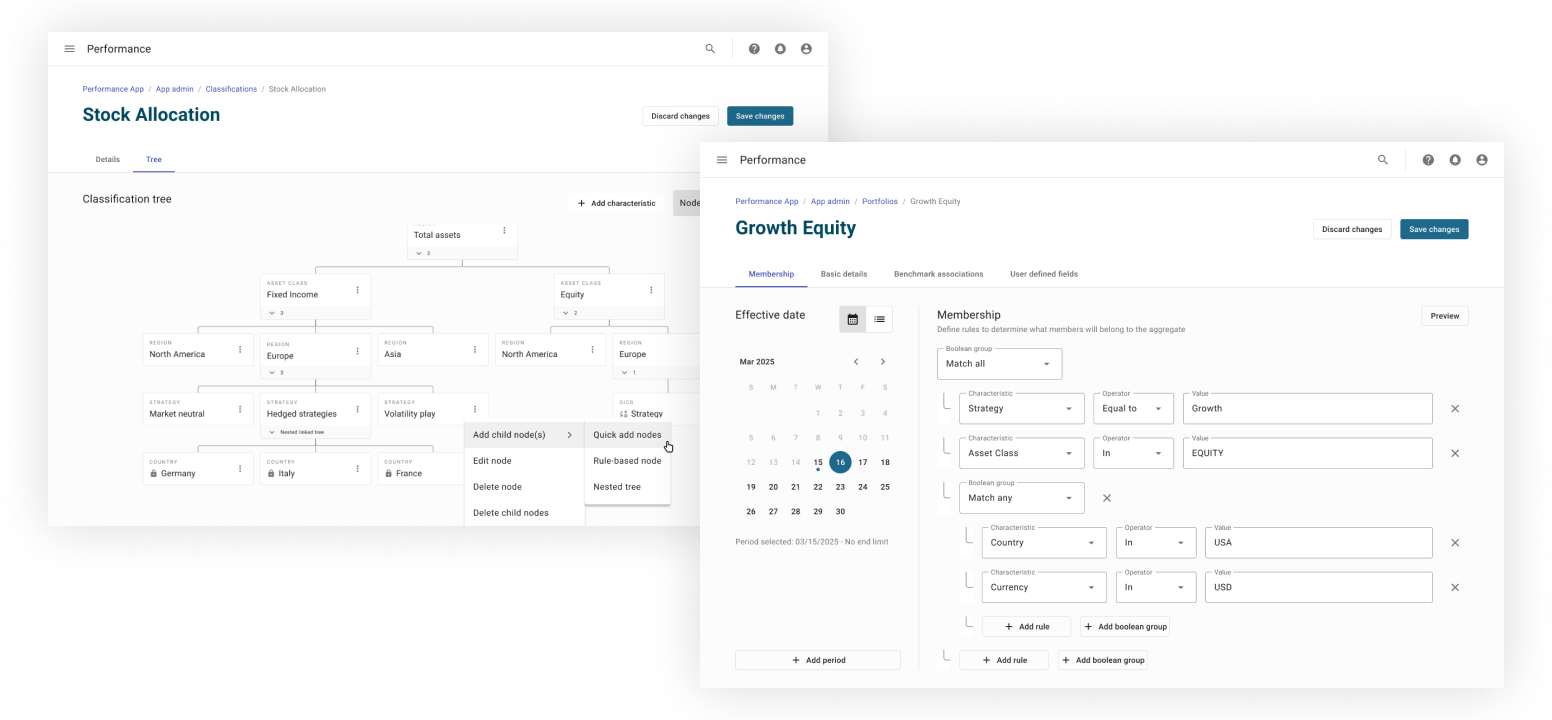 Performance
Performance App / App admin / Classifications / Stock Allocation
Stock Allocation
Discard changes
Save changes
Details
Tree
Classification tree
+ Add characteristic
Node
Total assets
2
ASSET CLASS
Fixed Income
3
ASSET CLASS
Equity
2
REGION
North America
REGION
Europe
3
REGION
Asia
REGION
North America
REGION
Europe
1
STRATEGY
Market neutral
STRATEGY
Hedged strategies
Nested linked tree
STRATEGY
Volatility play
GICS
Strategy
COUNTRY
Germany
COUNTRY
Italy
COUNTRY
France
Add child node(s)
Edit node
Delete node
Delete child nodes
Quick add nodes
Rule-based node
Nested tree
Performance
Performance App / App admin / Portfolios / Growth Equity
Growth Equity
Discard changes
Save changes
Membership
Basic details
Benchmark associations
User defined fields
Effective date
Mar 2025
S M T W T F S
1 2 3 4
5 6 7 8 9 10 11
12 13 14 15 16 17 18
19 20 21 22 23 24 25
26 27 28 29 30
Period selected: 03/15/2025 - No end limit
+ Add period
Membership
Define rules to determine what members will belong to the aggregate
Preview
Boolean group
Match all
Characteristic
Strategy
Operator
Equal to
Value
Growth
Characteristic
Asset Class
Operator
In
Value
EQUITY
Boolean group
Match any
Characteristic
Country
Operator
In
Value
USA
Characteristic
Currency
Operator
In
Value
USD
+ Add rule
+ Add boolean group
+ Add rule
+ Add boolean group